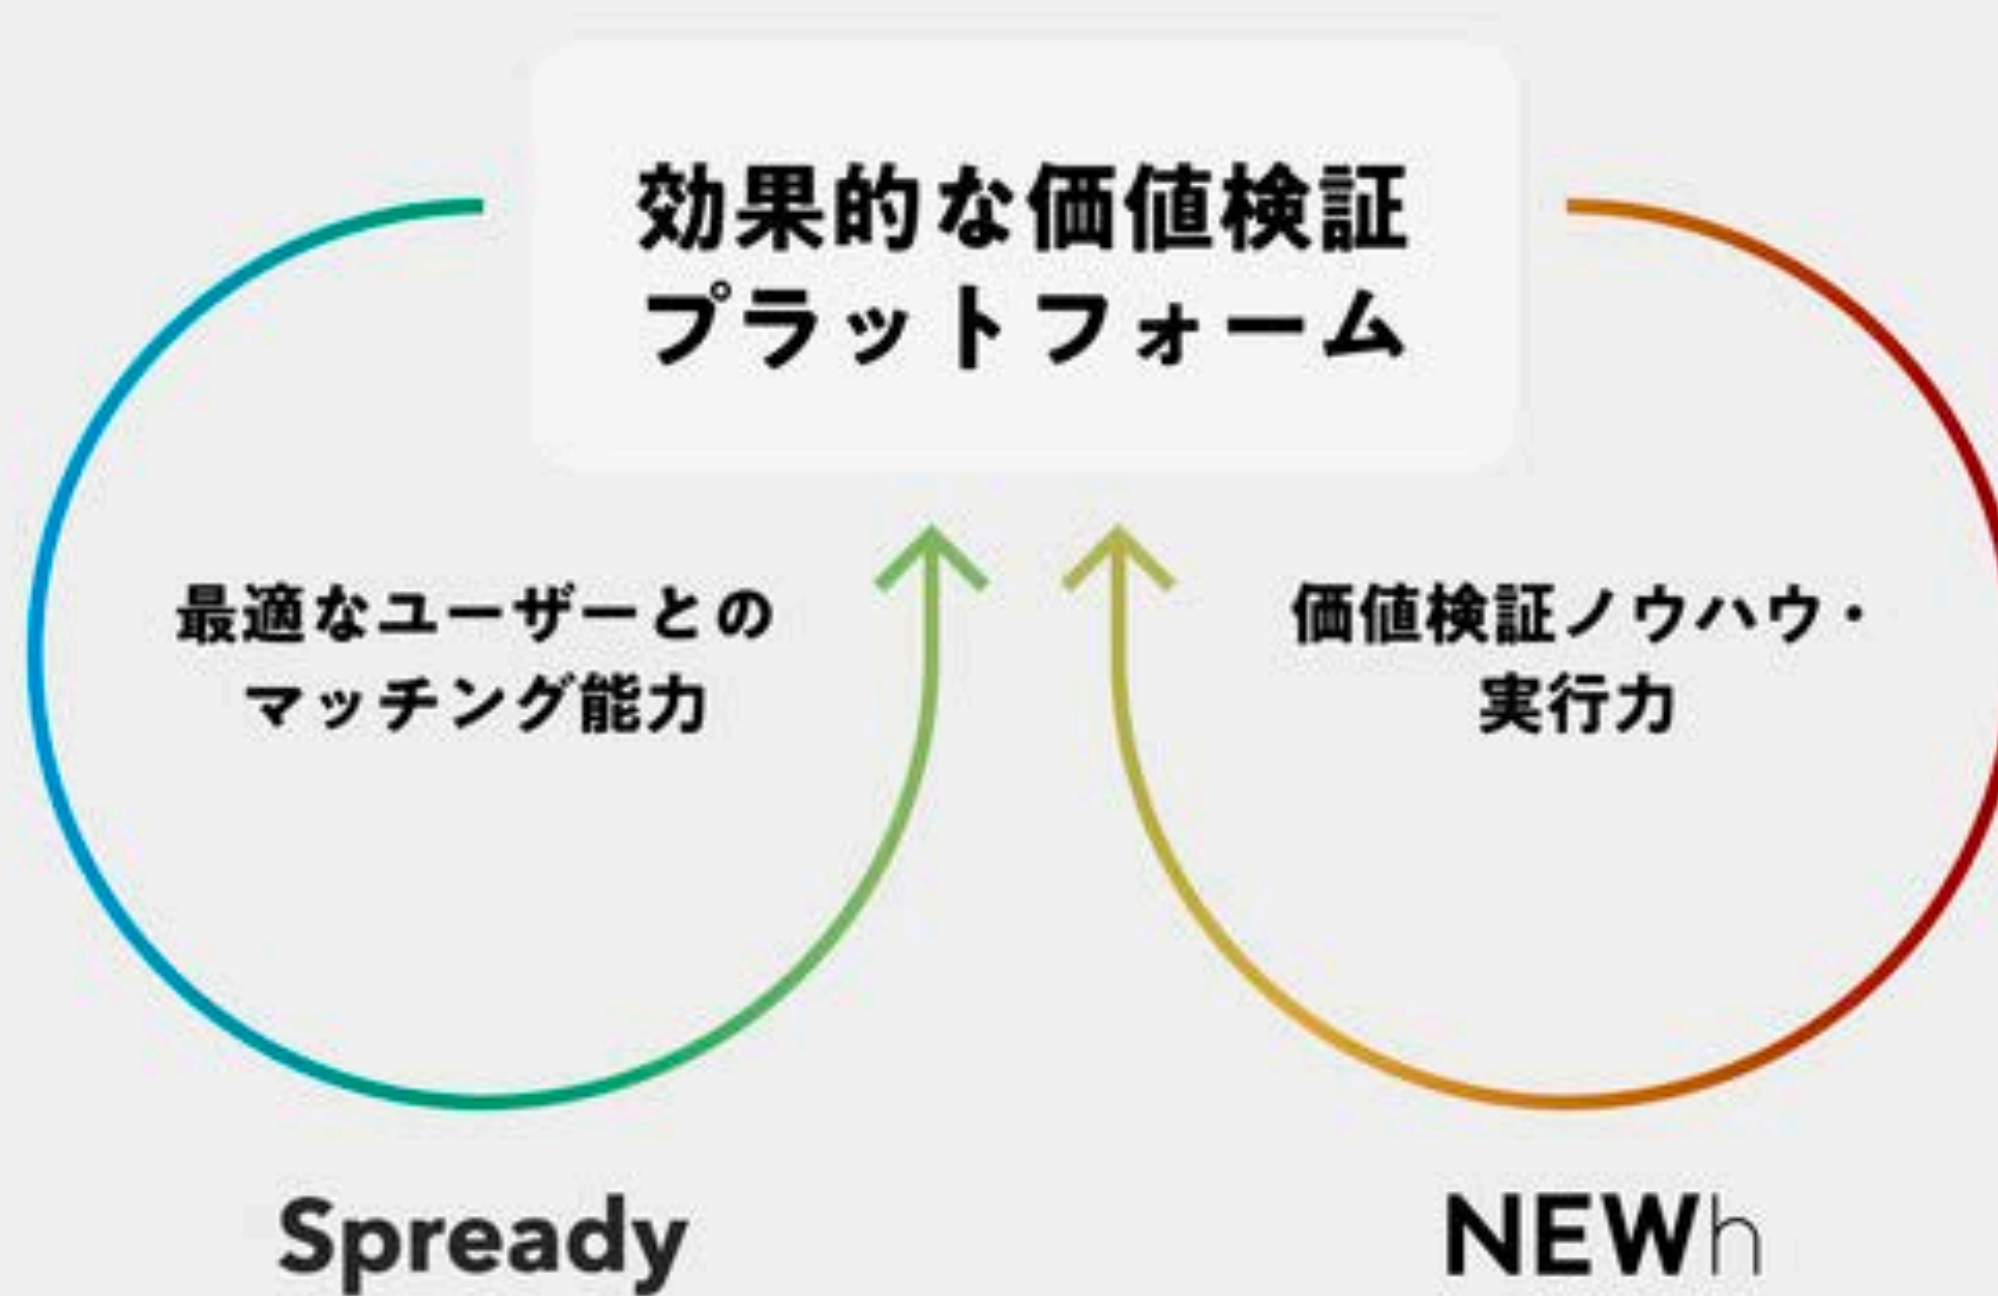 効果的な価値検証
プラットフォーム
最適なユーザーとの
マッチング能力
価値検証ノウハウ・
実行力
Spready
NEWh